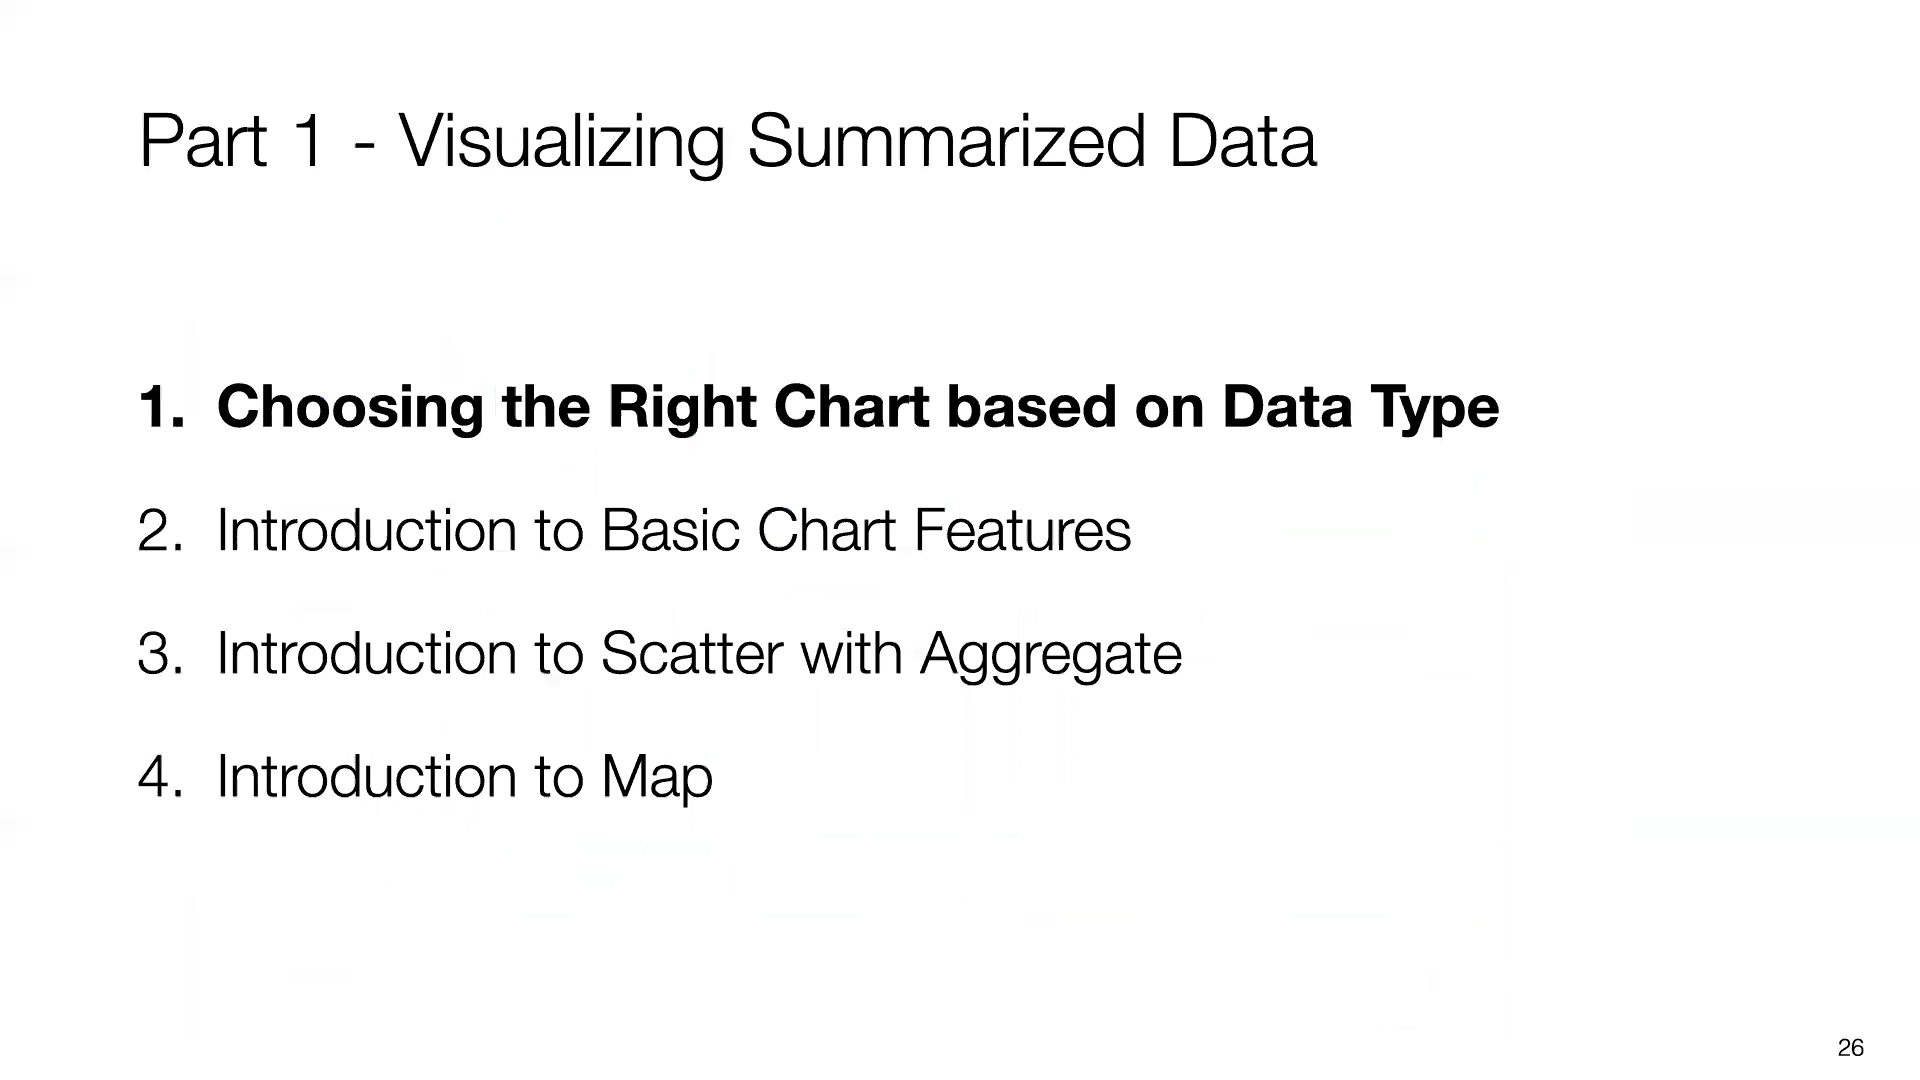 Part 1 - Visualizing Summarized Data
1. Choosing the Right Chart based on Data Type
2. Introduction to Basic Chart Features
3. Introduction to Scatter with Aggregate
4. Introduction to Map
26